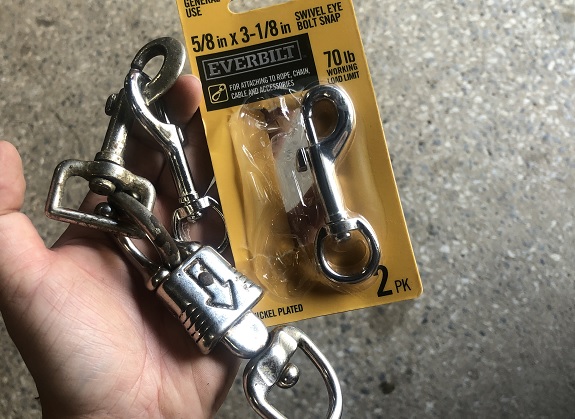 GENERAL
USE
5/8 in x 3-1/8 in
SWIVEL EYE
BOLT SNAP
EVERBILT
FOR ATTACHING TO ROPE, CHAIN,
CABLE AND ACCESSORIES
70 lb
WORKING
LOAD LIMIT
NICKEL PLATED
2 PK